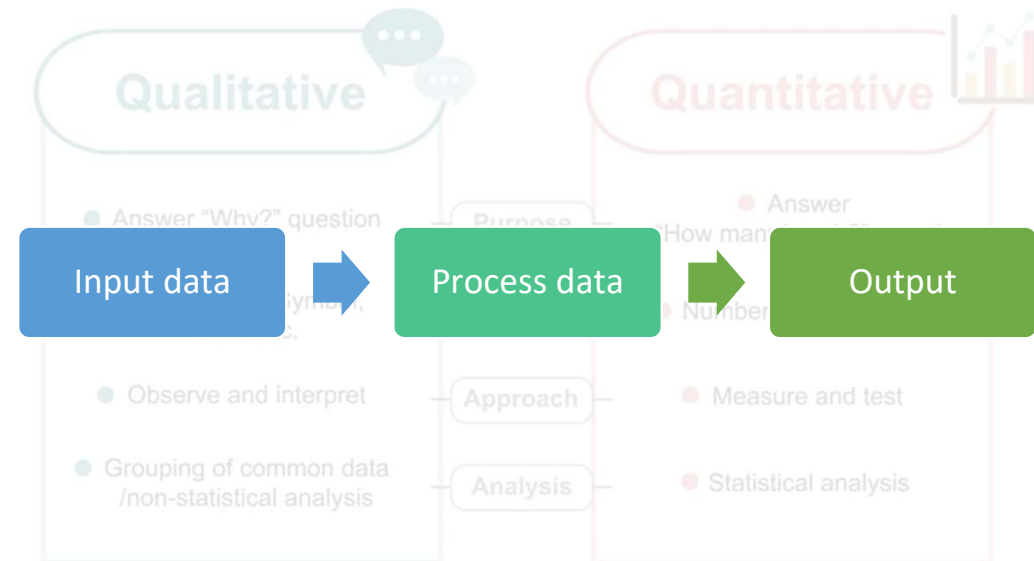 Qualitative
Quantitative
Answer "Why?" question
Purpose
Answer
"How man
Input data
Process data
Output
Symbol,
c.
Number
Observe and interpret
Approach
Measure and test
Grouping of common data
/non-statistical analysis
Analysis
Statistical analysis